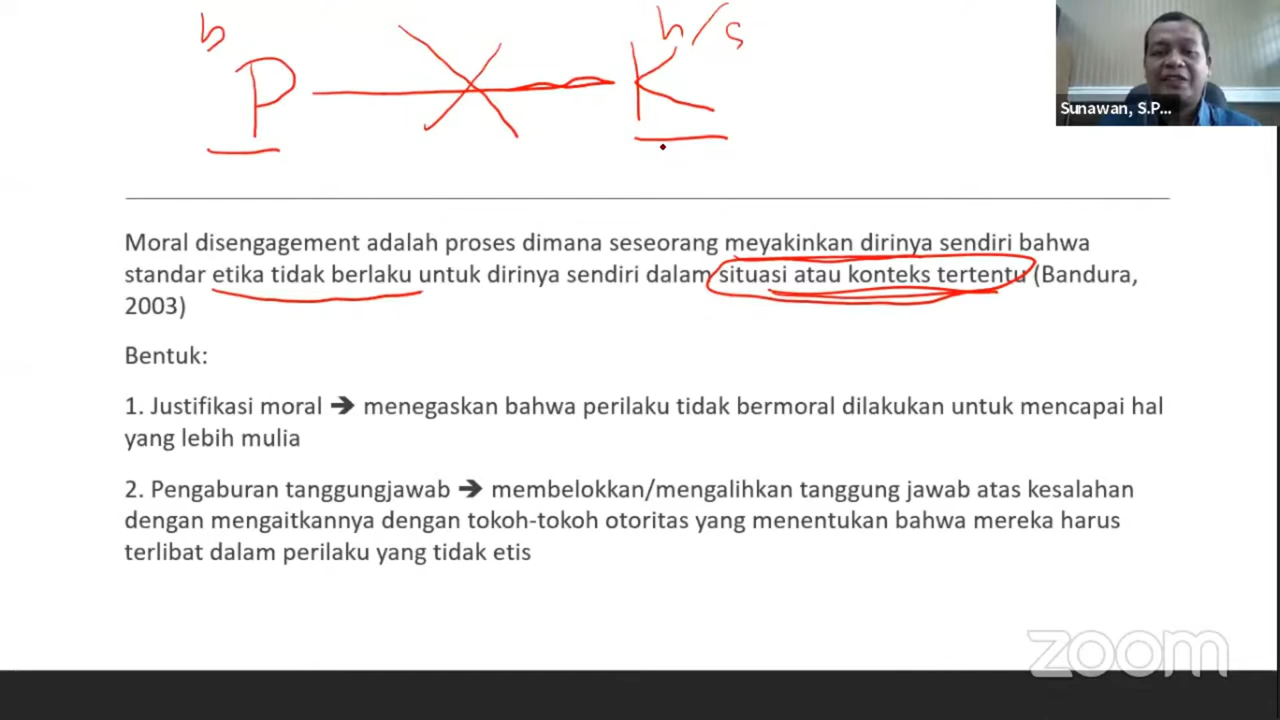 b
P
K
h/s
Sunawan, S.P...
Moral disengagement adalah proses dimana seseorang meyakinkan dirinya sendiri bahwa
standar etika tidak berlaku untuk dirinya sendiri dalam situasi atau konteks tertentu (Bandura,
2003)
Bentuk:
1. Justifikasi moral ➔ menegaskan bahwa perilaku tidak bermoral dilakukan untuk mencapai hal
yang lebih mulia
2. Pengaburan tanggungjawab ➔ membelokkan/mengalihkan tanggung jawab atas kesalahan
dengan mengaitkannya dengan tokoh-tokoh otoritas yang menentukan bahwa mereka harus
terlibat dalam perilaku yang tidak etis
zoom